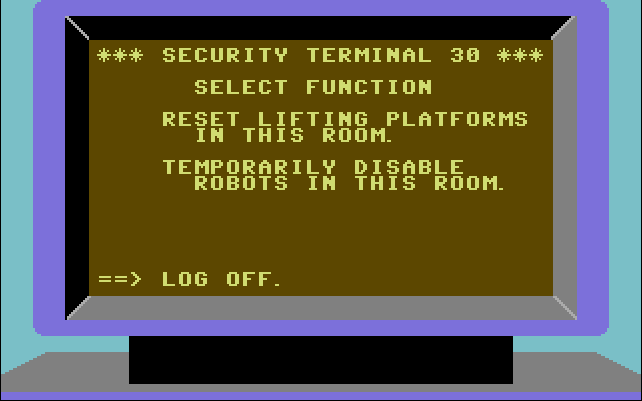 *** SECURITY TERMINAL 30 ***
SELECT FUNCTION
RESET LIFTING PLATFORMS
IN THIS ROOM.
TEMPORARILY DISABLE
ROBOTS IN THIS ROOM.
==> LOG OFF.